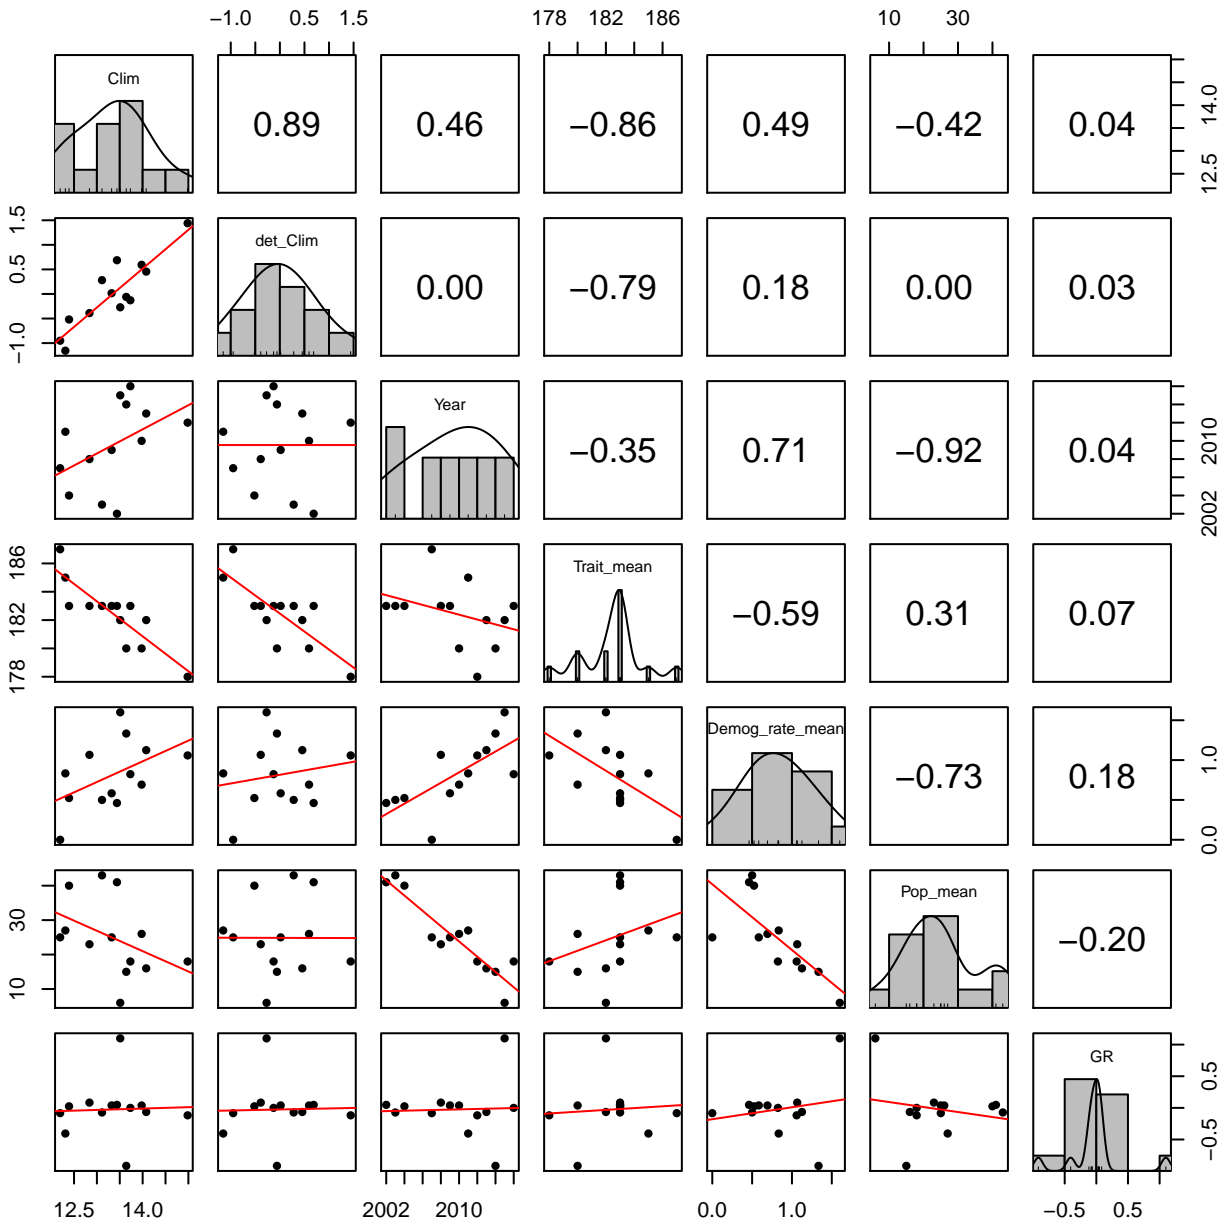 −1.0 0.5 1.5 178 182 186 10 30
Clim 0.89 0.46 −0.86 0.49 −0.42 0.04 12.5 14.0
−1.0 0.5 1.5 det_Clim 0.00 −0.79 0.18 0.00 0.03
Year −0.35 0.71 −0.92 0.04 2002 2010
178 182 186 Trait_mean −0.59 0.31 0.07
Demog_rate_mean −0.73 0.18 0.0 1.0
10 30 Pop_mean −0.20
GR −0.5 0.5
12.5 14.0 2002 2010 0.0 1.0 −0.5 0.5